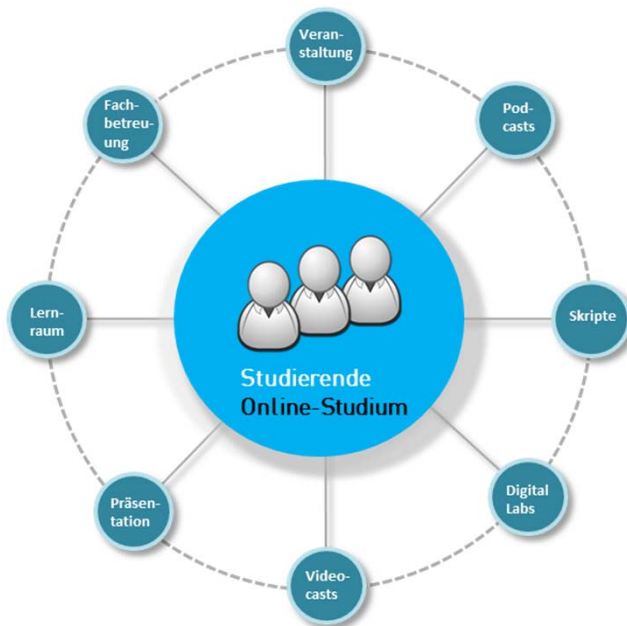 Veran-
staltung
Fach-
betreu-
ung
Pod-
casts
Lern-
raum
Skripte
Studierende
Online-Studium
Präsen-
tation
Digital
Labs
Video-
casts